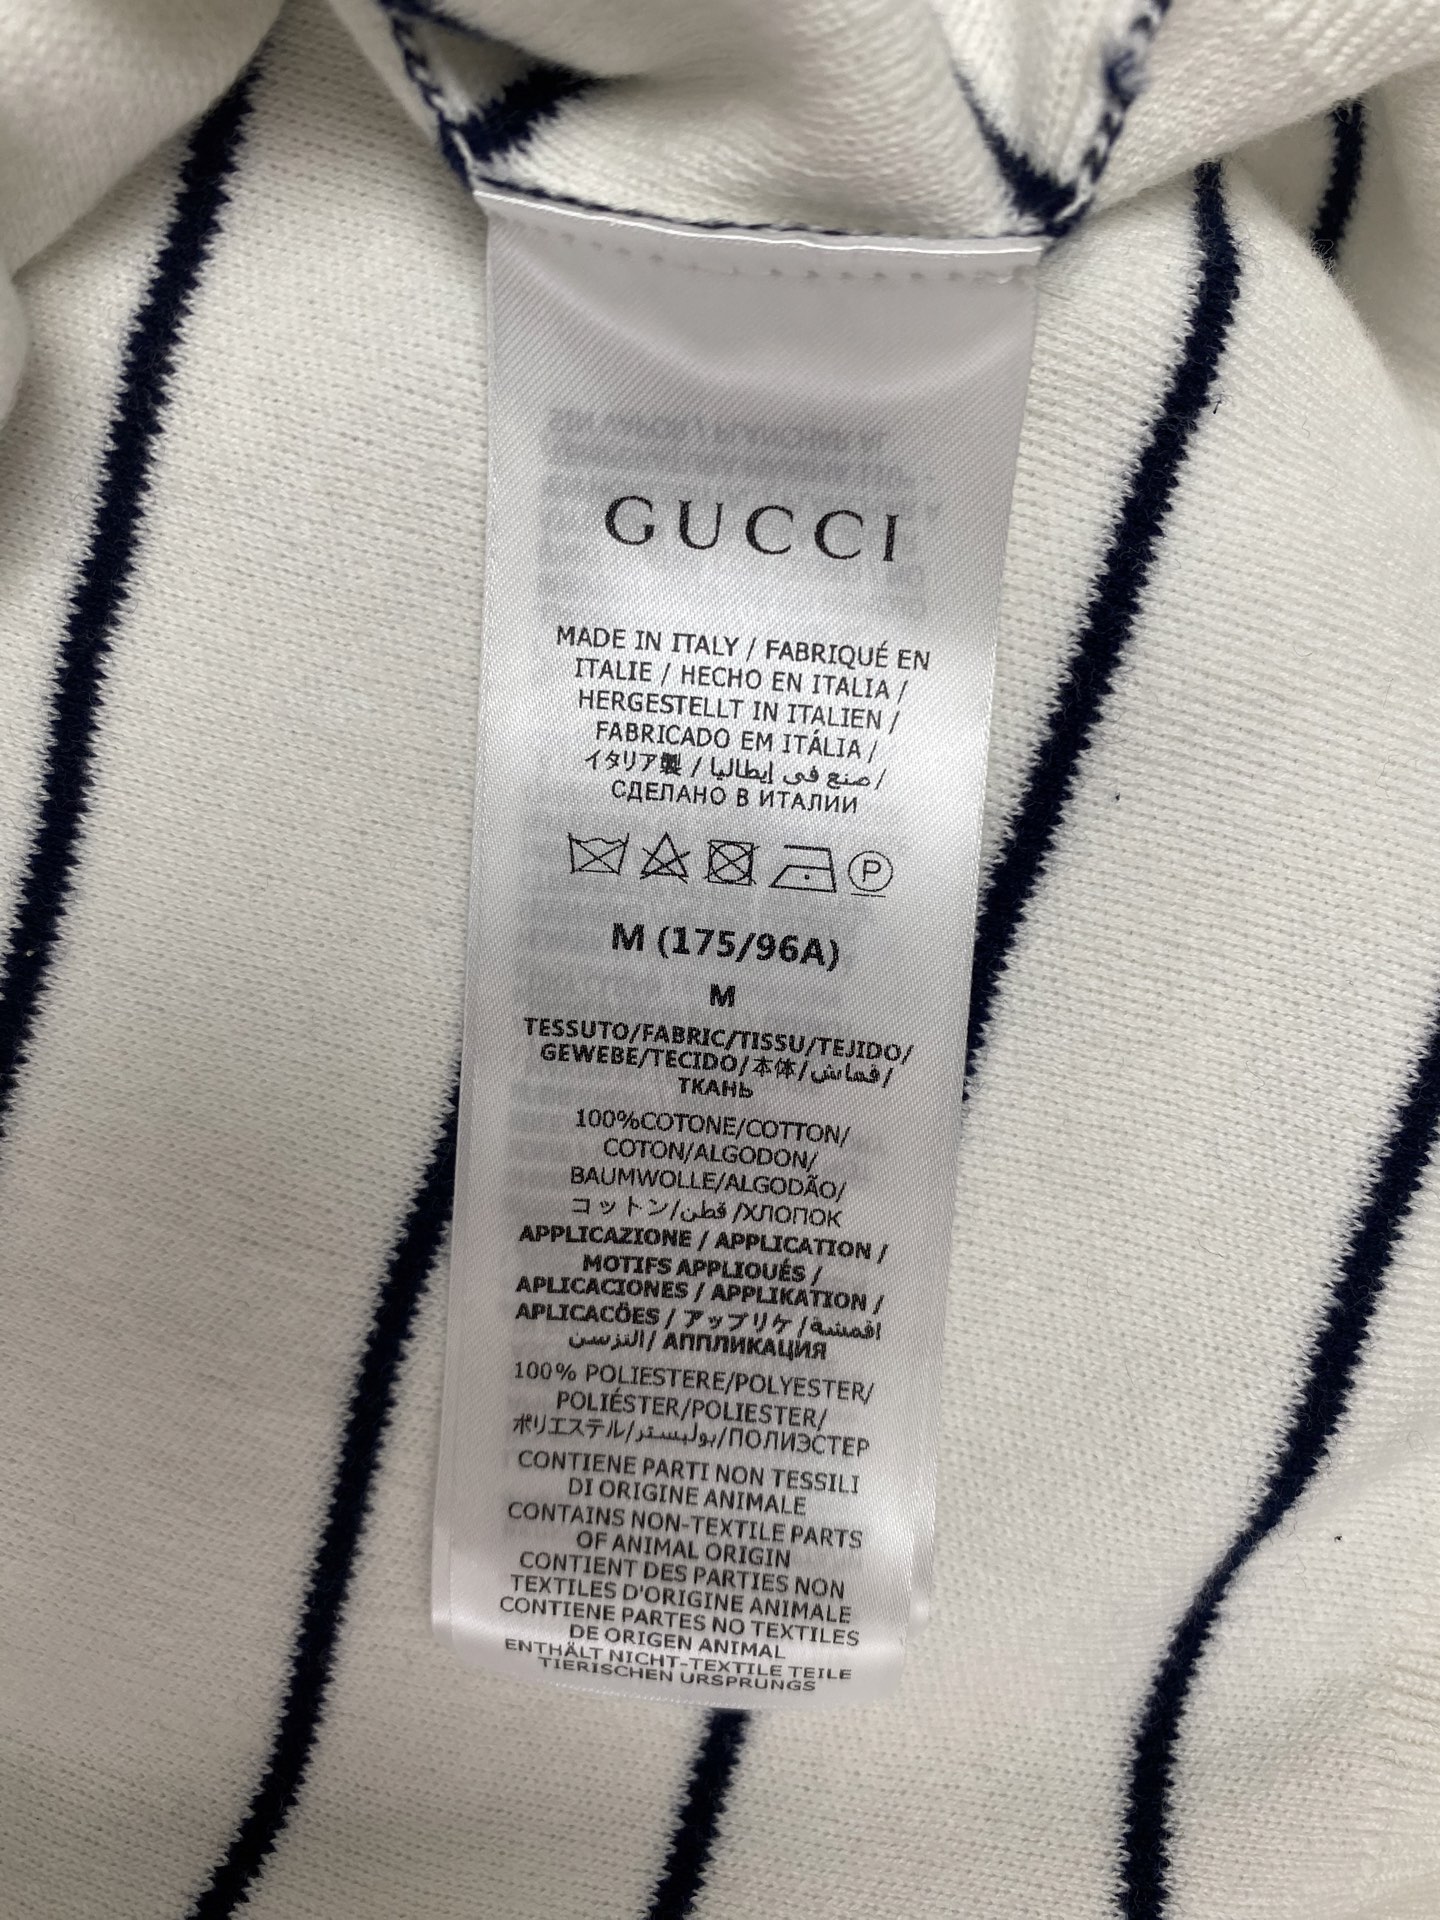 GUCCI
MADE IN ITALY / FABRIQUÉ EN
ITALIE / HECHO EN ITALIA /
HERGESTELLT IN ITALIEN /
FABRICADO EM ITÁLIA /
イタリア製 / صنع في إيطاليا /
СДЕЛАНО В ИТАЛИИ
P
M (175/96A)
M
TESSUTO/FABRIC/TISSU/TEJIDO/
GEWEBE/TECIDO/本体/قماش/
ТКАНЬ
100%COTONE/COTTON/
COTON/ALGODON/
BAUMWOLLE/ALGODÃO/
コットン/قطن/ХЛОПОК
APPLICAZIONE / APPLICATION /
MOTIFS APPLIQUÉS /
APLICACIONES / APPLIKATION /
APLICACÕES / アップリケ / اقمشة
التزيين/ АППЛИКАЦИЯ
100% POLIESTERE/POLYESTER/
POLIÉSTER/POLIESTER/
ポリエステル/بوليستر/ПОЛИЭСТЕР
CONTIENE PARTI NON TESSILI
DI ORIGINE ANIMALE
CONTAINS NON-TEXTILE PARTS
OF ANIMAL ORIGIN
CONTIENT DES PARTIES NON
TEXTILES D'ORIGINE ANIMALE
CONTIENE PARTES NO TEXTILES
DE ORIGEN ANIMAL
ENTHÄLT NICHT-TEXTILE TEILE
TIERISCHEN URSPRUNGS